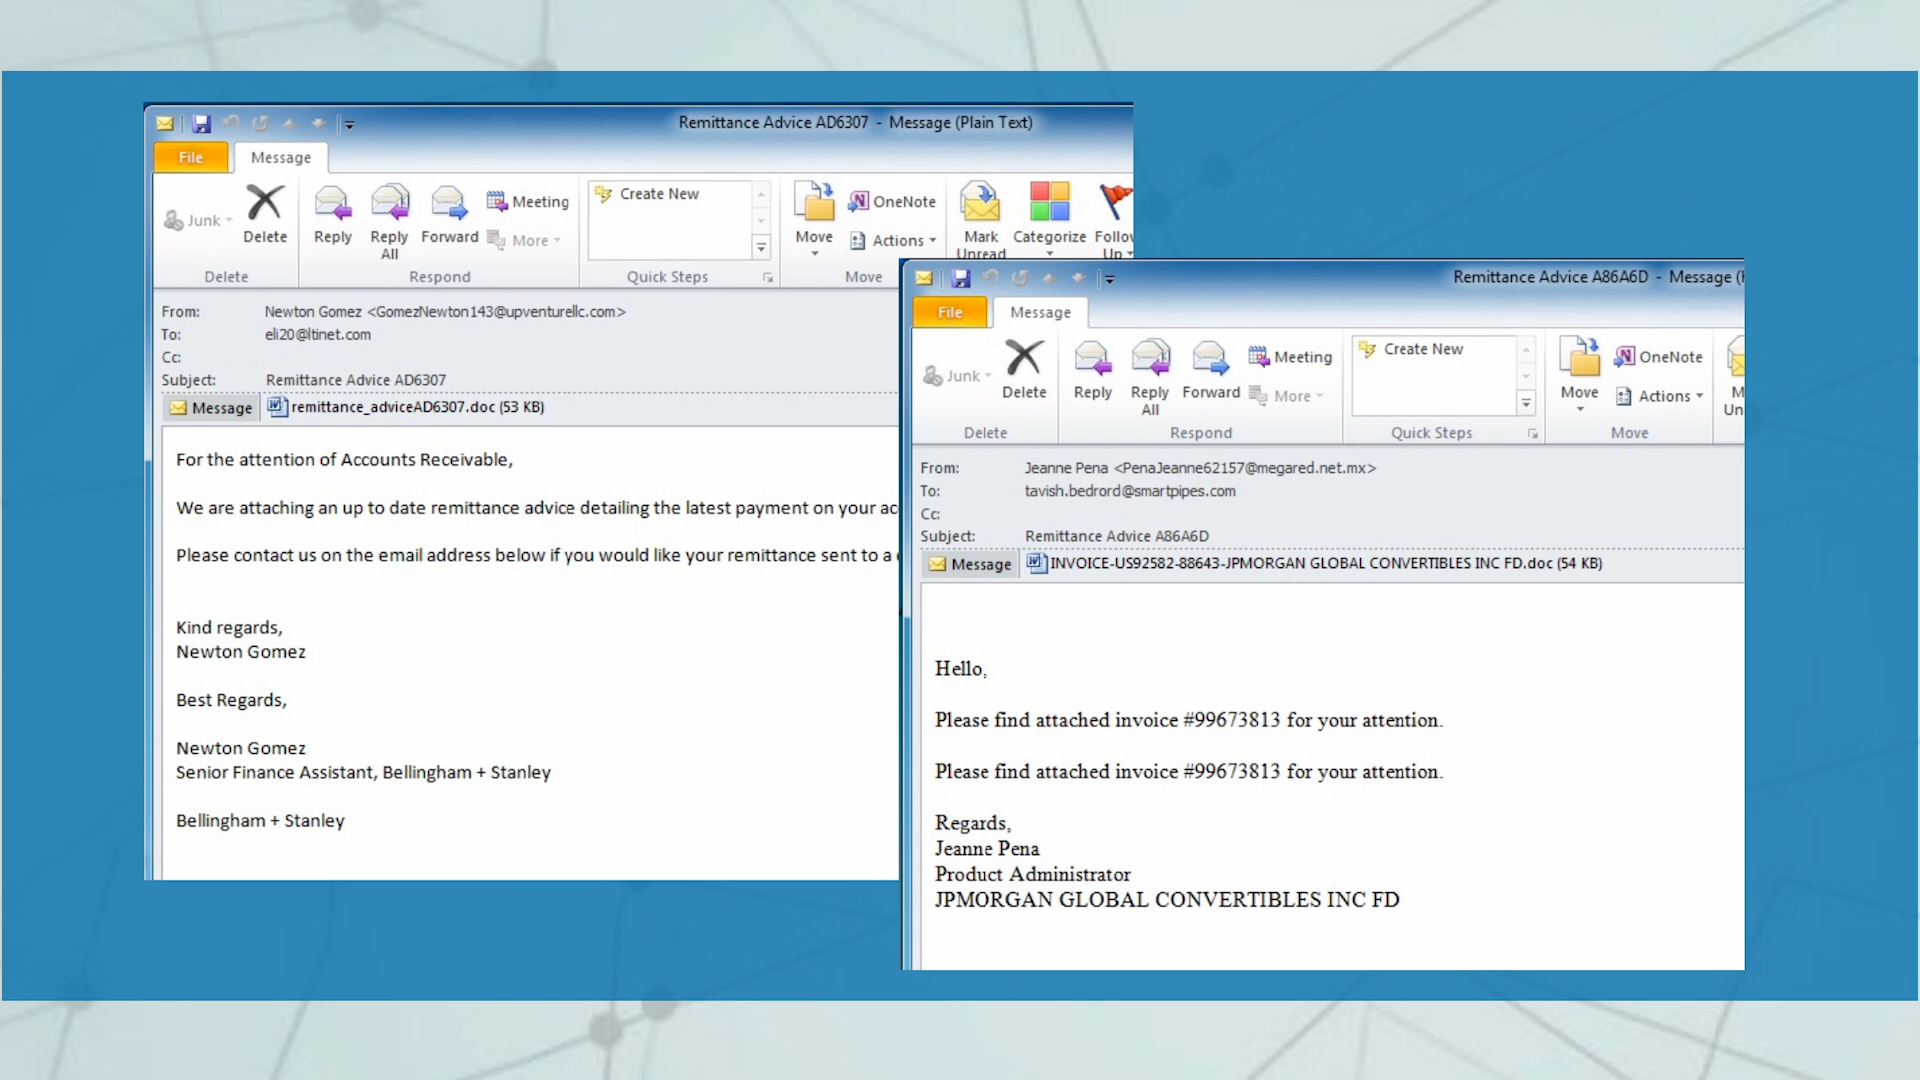 Remittance Advice AD6307 - Message (Plain Text)
File Message
Junk
Delete
Reply
Reply All
Forward
Meeting
More
Create New
Move
OneNote
Actions
Mark Unread
Categorize
Follow Up
Delete
Respond
Quick Steps
Move
From: Newton Gomez <GomezNewton143@upventurellc.com>
To: eli20@ltinet.com
Cc:
Subject: Remittance Advice AD6307
Message remittance_adviceAD6307.doc (53 KB)
For the attention of Accounts Receivable,
We are attaching an up to date remittance advice detailing the latest payment on your ac
Please contact us on the email address below if you would like your remittance sent to a
Kind regards,
Newton Gomez
Best Regards,
Newton Gomez
Senior Finance Assistant, Bellingham + Stanley
Bellingham + Stanley
Remittance Advice A86A6D - Message (
File Message
Junk
Delete
Reply
Reply All
Forward
Meeting
More
Create New
Move
OneNote
Actions
M
Un
Delete
Respond
Quick Steps
Move
From: Jeanne Pena <PenaJeanne62157@megared.net.mx>
To: tavish.bedrord@smartpipes.com
Cc:
Subject: Remittance Advice A86A6D
Message INVOICE-US92582-88643-JPMORGAN GLOBAL CONVERTIBLES INC FD.doc (54 KB)
Hello,
Please find attached invoice #99673813 for your attention.
Please find attached invoice #99673813 for your attention.
Regards,
Jeanne Pena
Product Administrator
JPMORGAN GLOBAL CONVERTIBLES INC FD